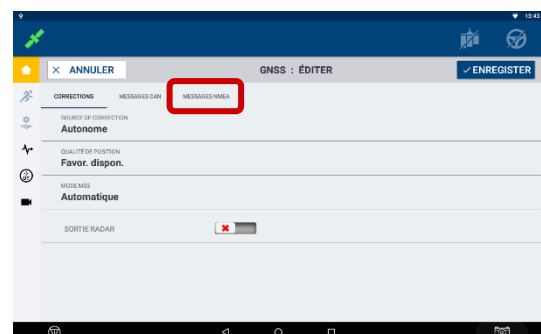 13:43
× ANNULER
GNSS : ÉDITER
✓ ENREGISTER
CORRECTIONS
MESSAGES CAN
MESSAGES NMEA
SOURCE DE CORRECTION
Autonome
QUALITÉ DE POSITION
Favor. dispon.
MODE MSS
Automatique
SORTIE RADAR